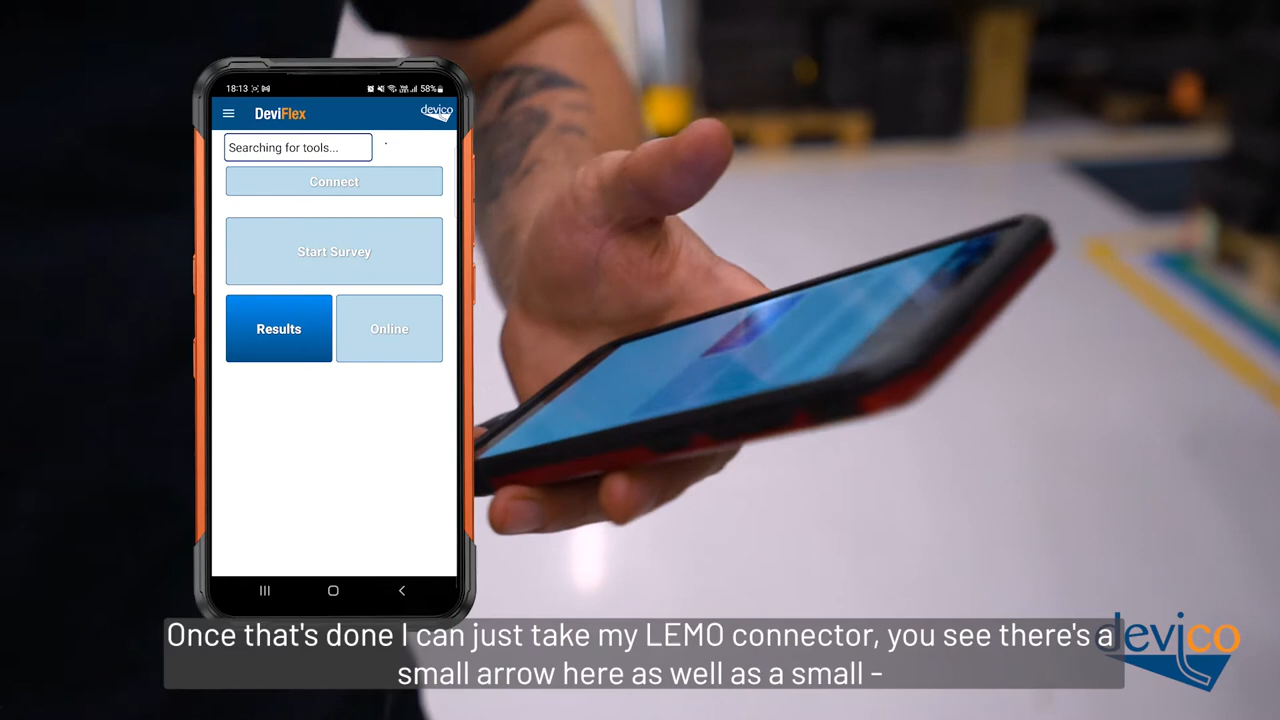 18:13
58%
DeviFlex
devico
Searching for tools...
Connect
Start Survey
Results
Online
Once that's done I can just take my LEMO connector, you see there's a
small arrow here as well as a small -
devico